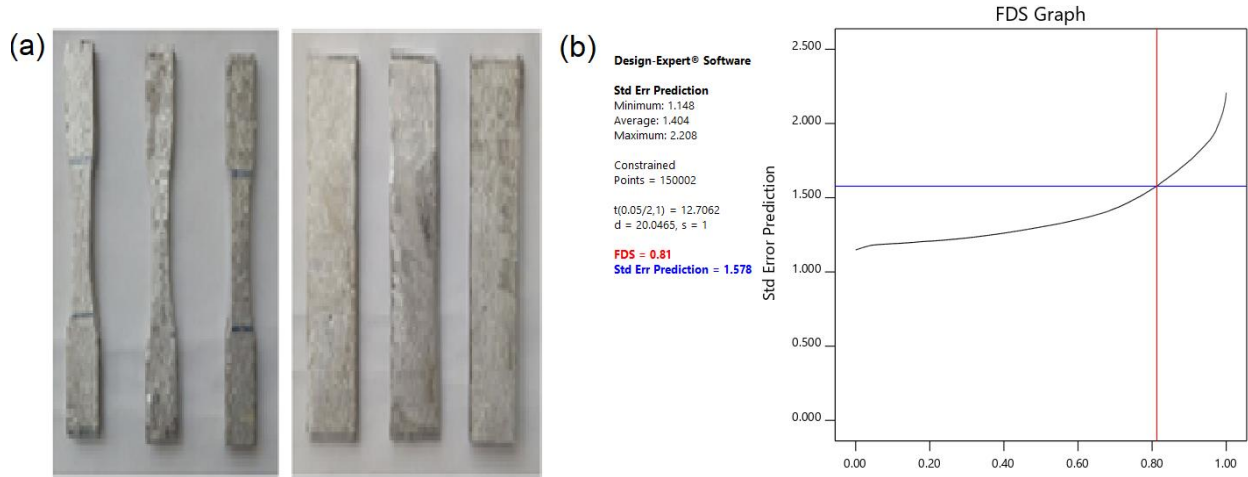 (a)
(b)
Design-Expert® Software
Std Err Prediction
Minimum: 1.148
Average: 1.404
Maximum: 2.208
Constrained
Points = 150002
t(0.05/2,1) = 12.7062
d = 20.0465, s = 1
FDS = 0.81
Std Err Prediction = 1.578
FDS Graph
Std Error Prediction
2.500
2.000
1.500
1.000
0.500
0.000
0.00 0.20 0.40 0.60 0.80 1.00